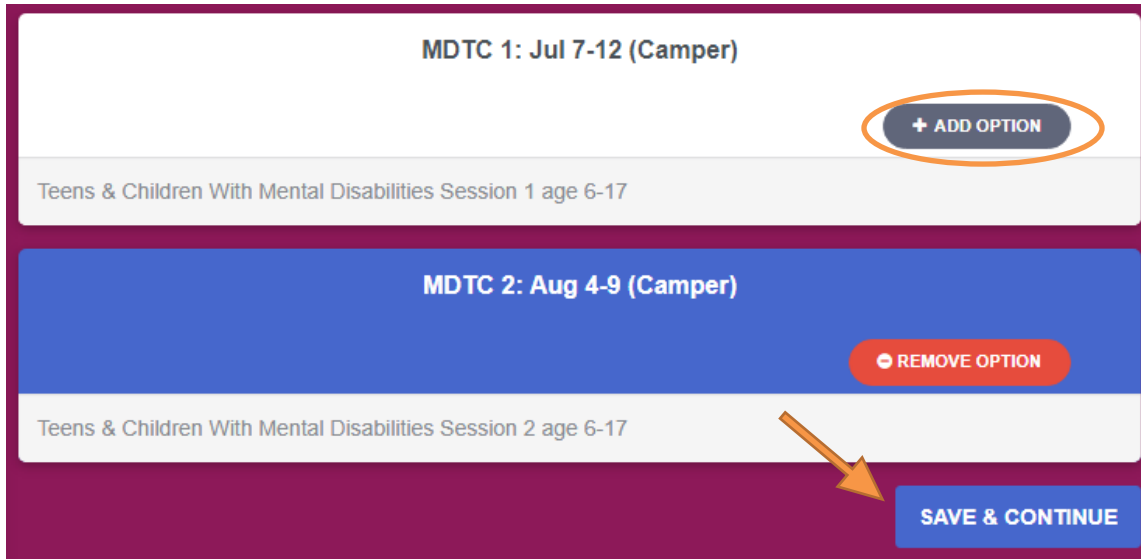 MDTC 1: Jul 7-12 (Camper)
+ ADD OPTION
Teens & Children With Mental Disabilities Session 1 age 6-17
MDTC 2: Aug 4-9 (Camper)
REMOVE OPTION
Teens & Children With Mental Disabilities Session 2 age 6-17
SAVE & CONTINUE